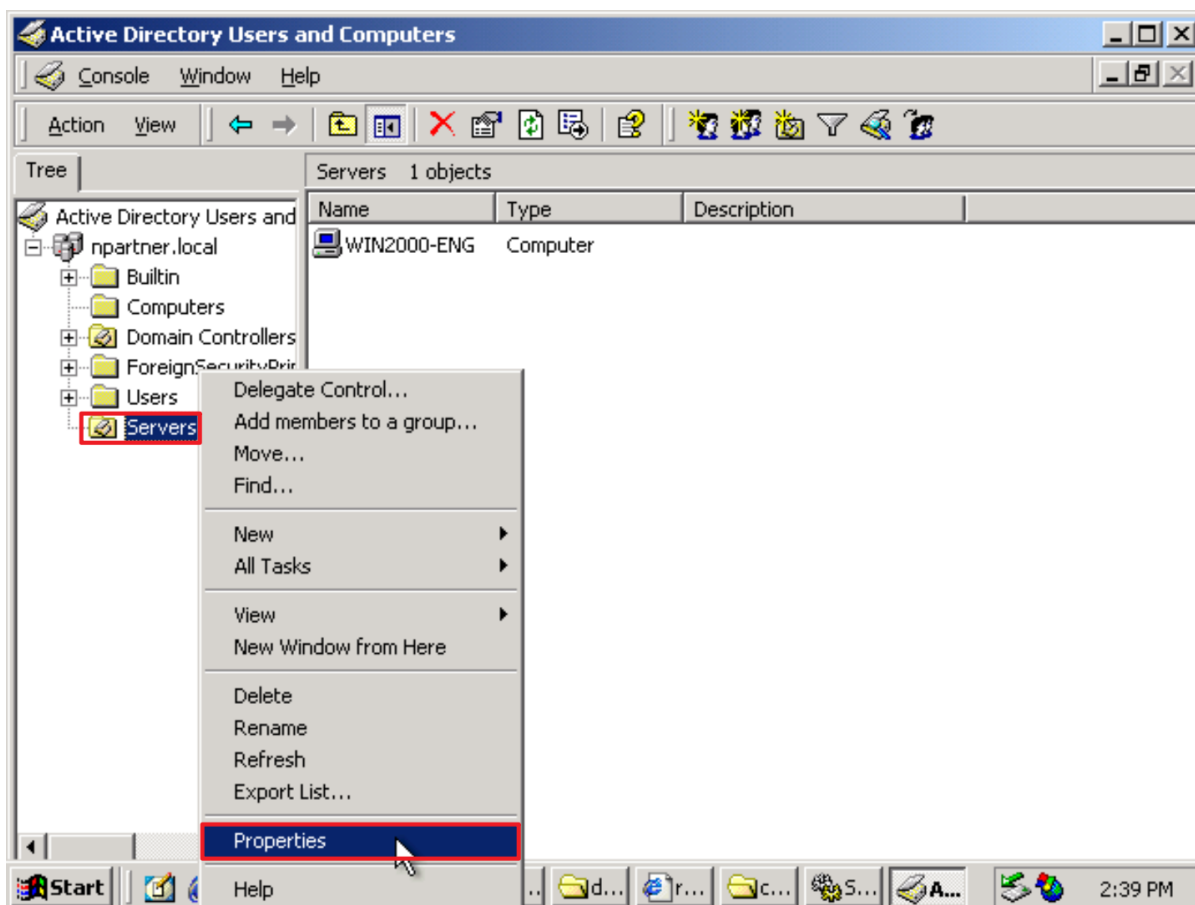 Active Directory Users and Computers
Console Window Help
Action View
Tree
Servers 1 objects
Active Directory Users and
Name Type Description
npartner.local
WIN2000-ENG Computer
Builtin
Computers
Domain Controllers
ForeignSecurityPrin
Users
Servers
Delegate Control...
Add members to a group...
Move...
Find...
New
All Tasks
View
New Window from Here
Delete
Rename
Refresh
Export List...
Properties
Help
Start
.. d... r... c... S... A... 2:39 PM